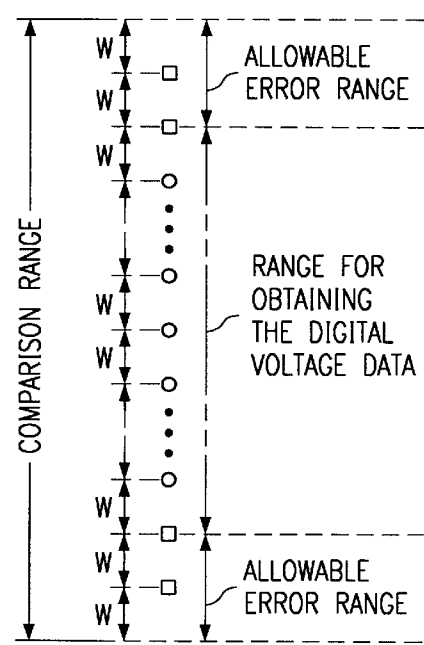 W
ALLOWABLE
ERROR RANGE
W
W
COMPARISON RANGE
RANGE FOR
OBTAINING
THE DIGITAL
VOLTAGE DATA
W
W
W
W
ALLOWABLE
ERROR RANGE
W